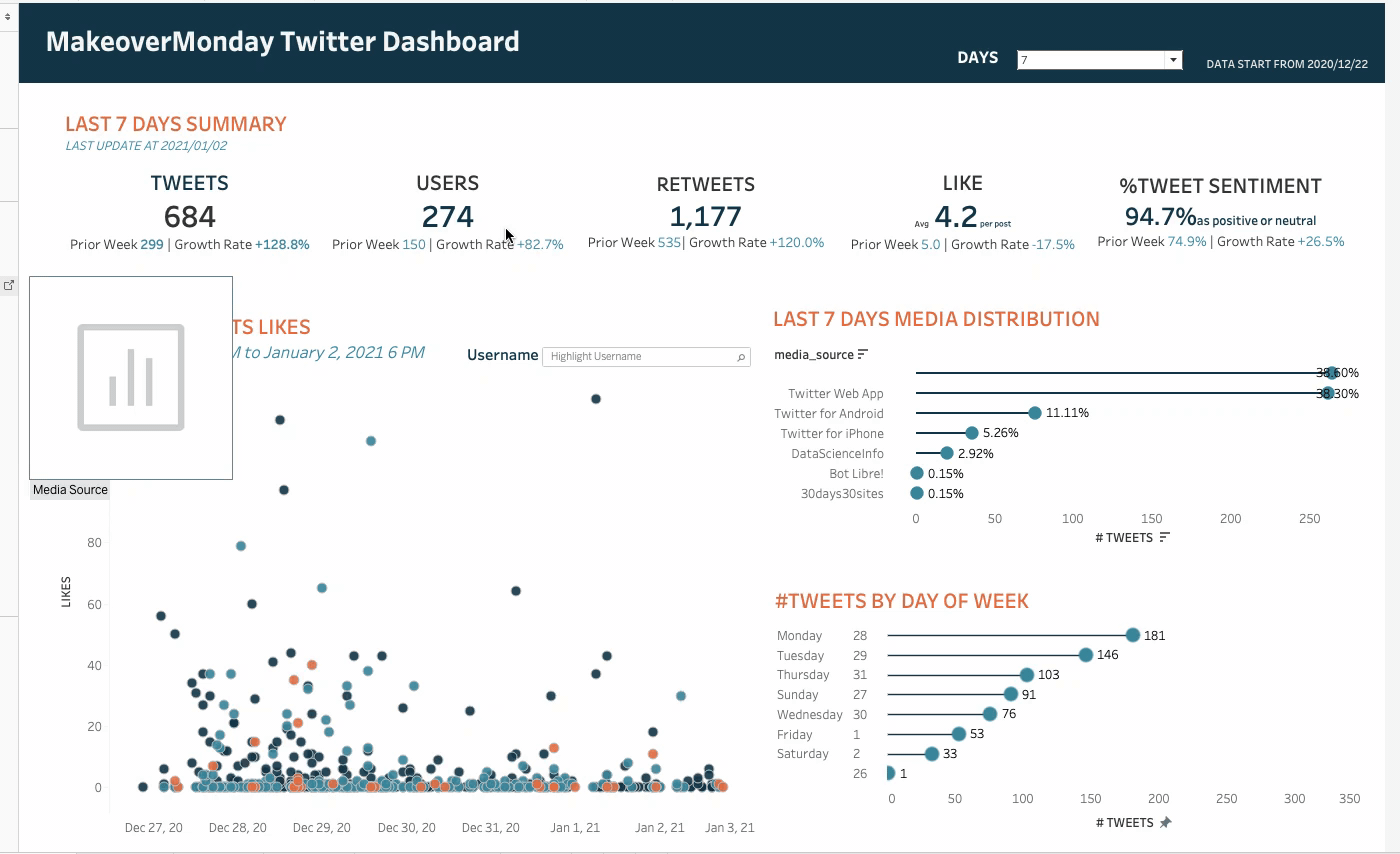 MakeoverMonday Twitter Dashboard
DAYS
7
DATA START FROM 2020/12/22
LAST 7 DAYS SUMMARY
LAST UPDATE AT 2021/01/02
TWEETS
684
Prior Week 299 | Growth Rate +128.8%
USERS
274
Prior Week 150 | Growth Rate +82.7%
RETWEETS
1,177
Prior Week 535| Growth Rate +120.0%
LIKE
Avg 4.2 per post
Prior Week 5.0 | Growth Rate -17.5%
%TWEET SENTIMENT
94.7%as positive or neutral
Prior Week 74.9% | Growth Rate +26.5%
TS LIKES
M to January 2, 2021 6 PM
Username
Highlight Username
Media Source
LIKES
80
60
40
20
0
Dec 27, 20
Dec 28, 20
Dec 29, 20
Dec 30, 20
Dec 31, 20
Jan 1, 21
Jan 2, 21
Jan 3, 21
LAST 7 DAYS MEDIA DISTRIBUTION
media_source
38.60%
Twitter Web App 38.30%
Twitter for Android 11.11%
Twitter for iPhone 5.26%
DataScienceInfo 2.92%
Bot Libre! 0.15%
30days30sites 0.15%
0 50 100 150 200 250
# TWEETS
#TWEETS BY DAY OF WEEK
Monday 28 181
Tuesday 29 146
Thursday 31 103
Sunday 27 91
Wednesday 30 76
Friday 1 53
Saturday 2 33
26 1
0 50 100 150 200 250 300 350
# TWEETS